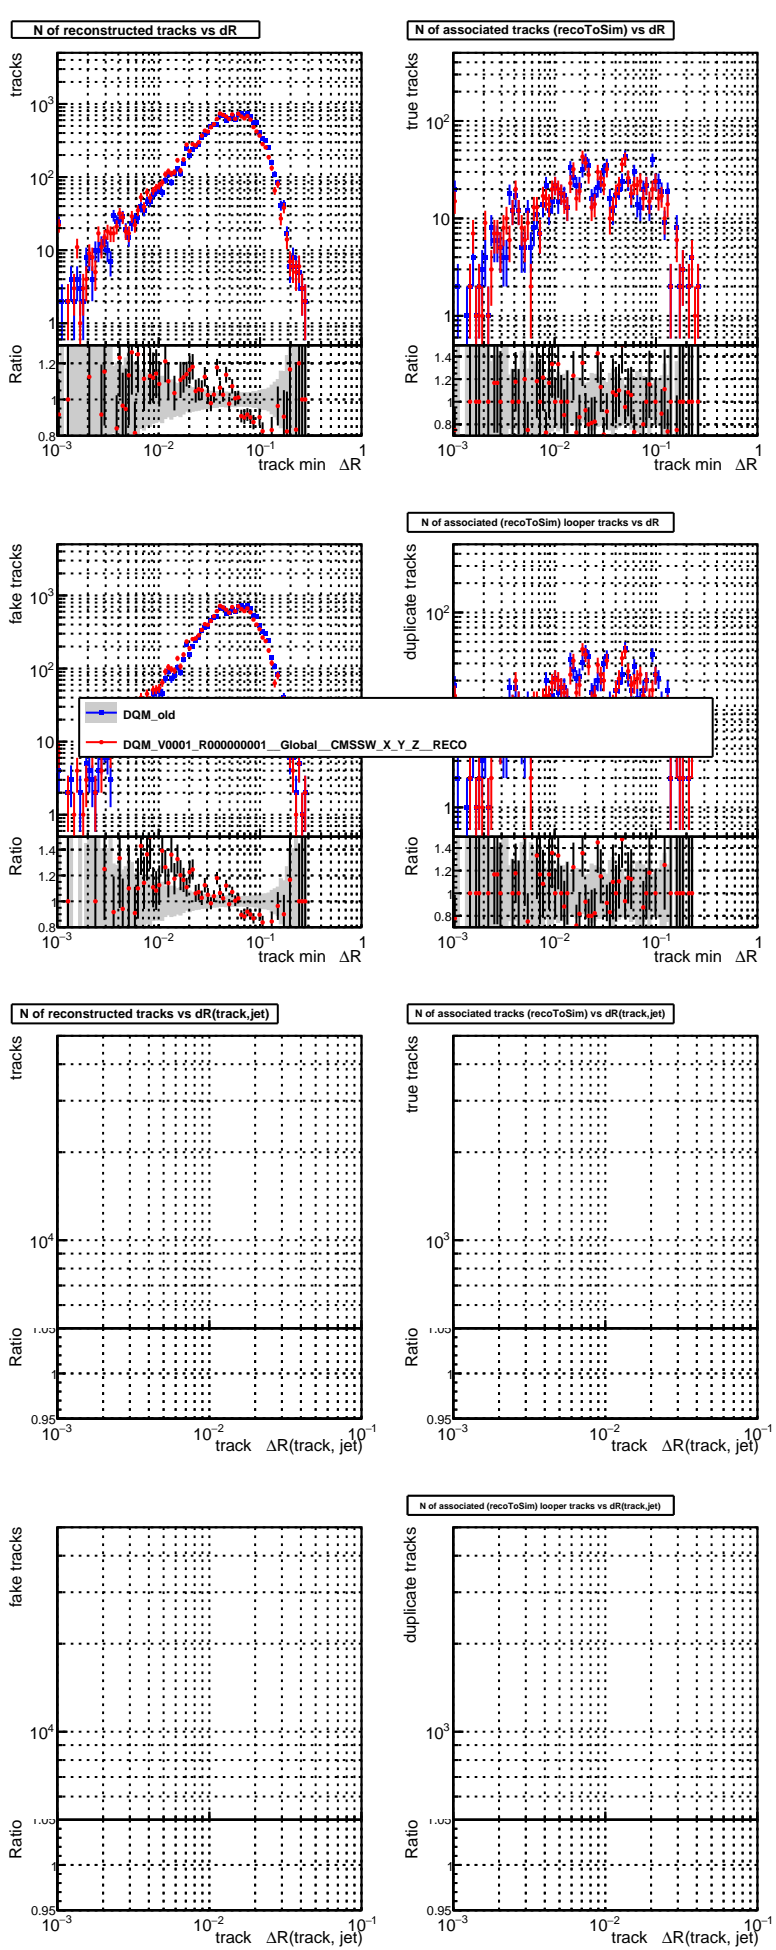 N of reconstructed tracks vs dR
tracks
10³
10²
10
1
Ratio
1.2
1
0.8
10⁻³ 10⁻² 10⁻¹ 1
track min ΔR
N of associated tracks (recoToSim) vs dR
true tracks
10²
10
1
Ratio
1.4
1.2
1
0.8
10⁻³ 10⁻² 10⁻¹ 1
track min ΔR
fake tracks
10³
10²
10
1
Ratio
1.4
1.2
1
0.8
10⁻³ 10⁻² 10⁻¹ 1
track min ΔR
N of associated (recoToSim) looper tracks vs dR
duplicate tracks
10²
1
Ratio
1.4
1.2
1
0.8
10⁻³ 10⁻² 10⁻¹ 1
track min ΔR
DQM_old
DQM_V0001_R000000001__Global__CMSSW_X_Y_Z__RECO
N of reconstructed tracks vs dR(track,jet)
tracks
10⁴
Ratio
1.05
1
0.95
10⁻³ 10⁻² 10⁻¹
track ΔR(track, jet)
N of associated tracks (recoToSim) vs dR(track,jet)
true tracks
10³
Ratio
1.05
1
0.95
10⁻³ 10⁻² 10⁻¹
track ΔR(track, jet)
fake tracks
10⁴
Ratio
1.05
1
0.95
10⁻³ 10⁻² 10⁻¹
track ΔR(track, jet)
N of associated (recoToSim) looper tracks vs dR(track,jet)
duplicate tracks
10³
Ratio
1.05
1
0.95
10⁻³ 10⁻² 10⁻¹
track ΔR(track, jet)